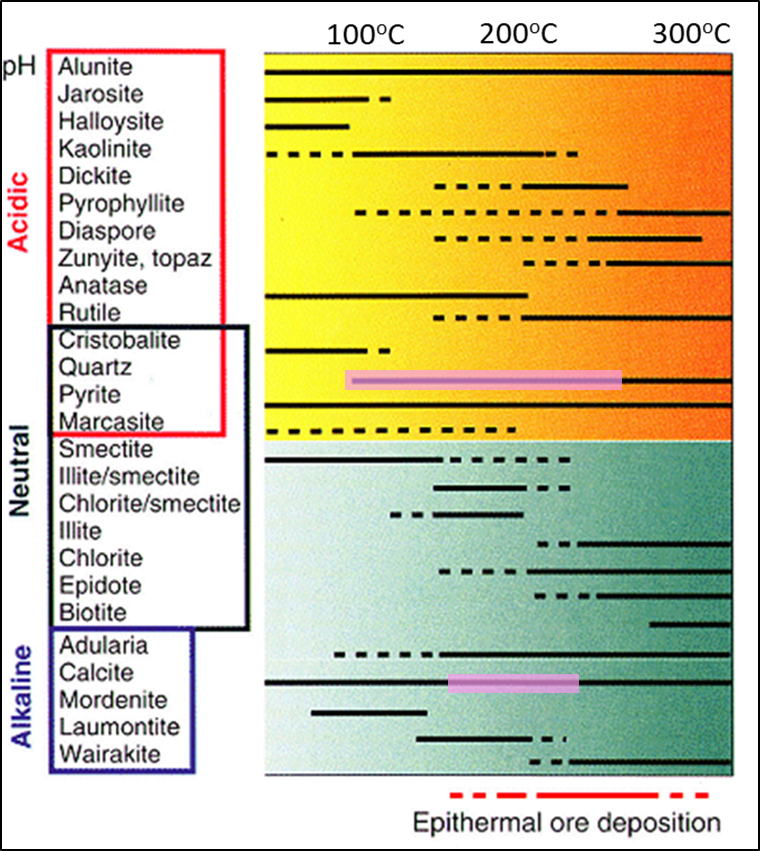 100°C 200°C 300°C
pH
Alunite
Jarosite
Halloysite
Kaolinite
Dickite
Pyrophyllite
Diaspore
Zunyite, topaz
Anatase
Rutile
Cristobalite
Quartz
Pyrite
Marcasite
Smectite
Illite/smectite
Chlorite/smectite
Illite
Chlorite
Epidote
Biotite
Adularia
Calcite
Mordenite
Laumontite
Wairakite
Acidic
Neutral
Alkaline
Epithermal ore deposition